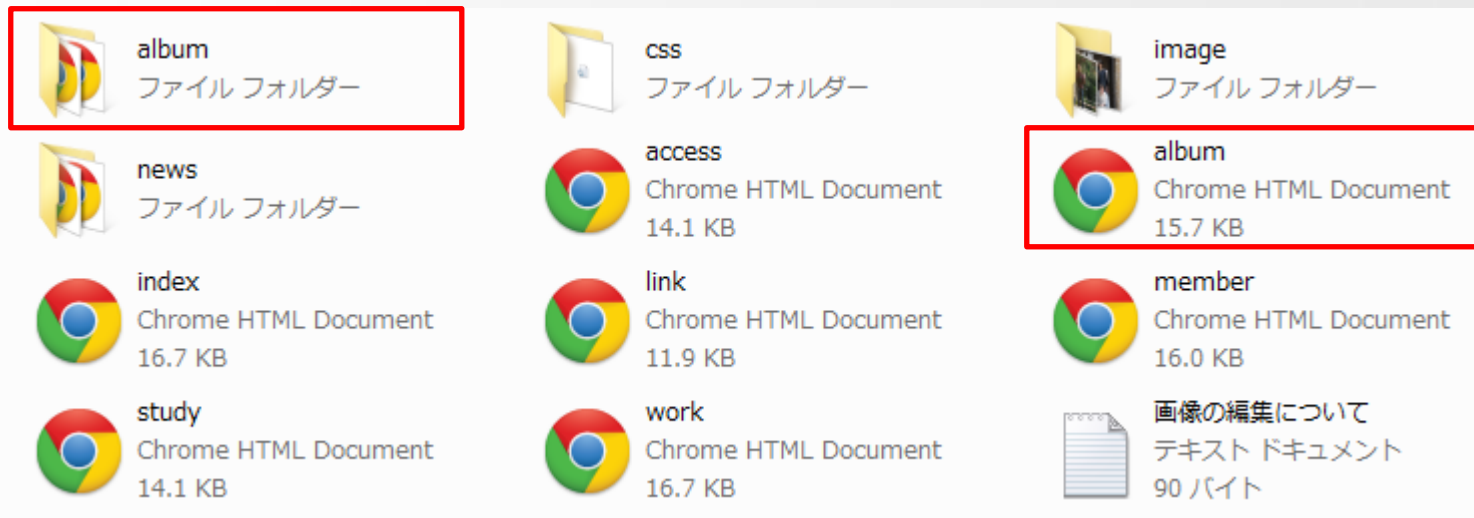 album
ファイル フォルダー
css
ファイル フォルダー
image
ファイル フォルダー
news
ファイル フォルダー
access
Chrome HTML Document
14.1 KB
album
Chrome HTML Document
15.7 KB
index
Chrome HTML Document
16.7 KB
link
Chrome HTML Document
11.9 KB
member
Chrome HTML Document
16.0 KB
study
Chrome HTML Document
14.1 KB
work
Chrome HTML Document
16.7 KB
画像の編集について
テキスト ドキュメント
90 バイト